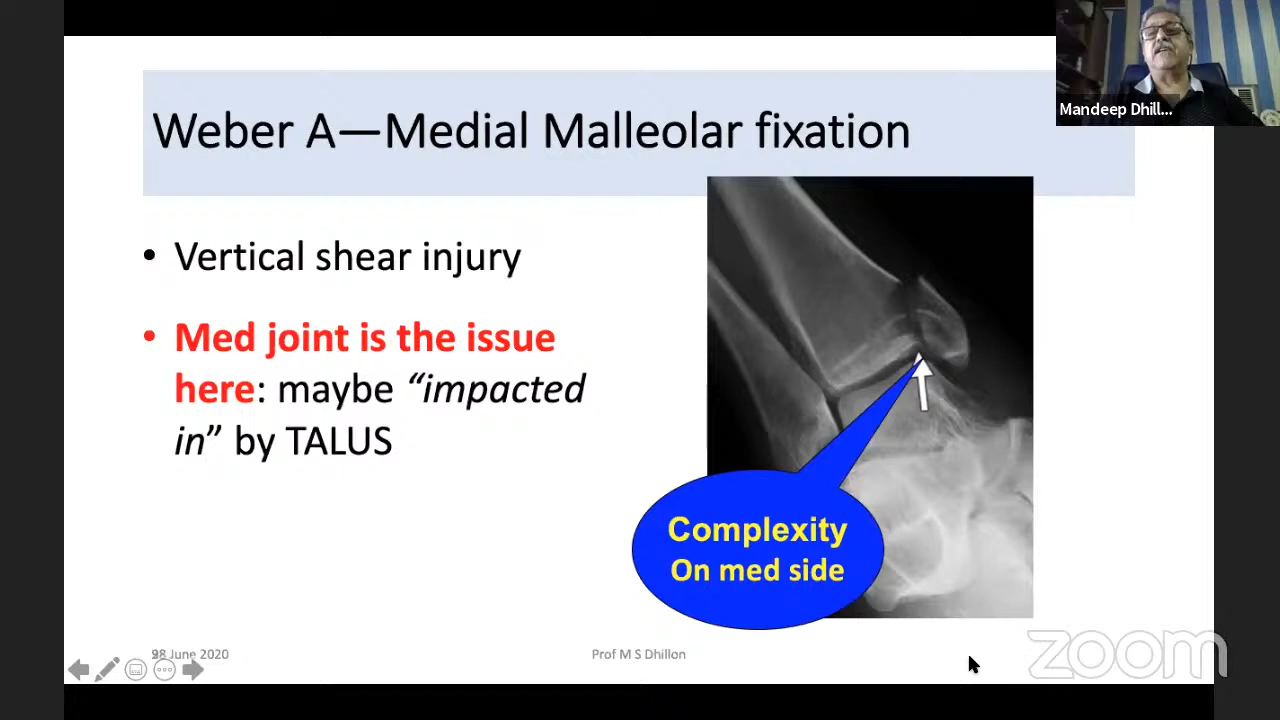 Weber A—Medial Malleolar fixation
Mandeep Dhill...
• Vertical shear injury
• Med joint is the issue
here: maybe “impacted
in” by TALUS
Complexity
On med side
28 June 2020
Prof M S Dhillon
zoom